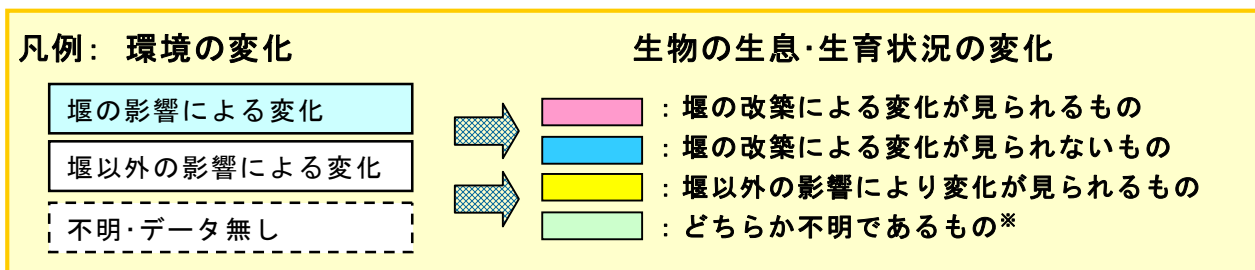 凡例： 環境の変化
生物の生息･生育状況の変化
堰の影響による変化
堰以外の影響による変化
不明･データ無し
：堰の改築による変化が見られるもの
：堰の改築による変化が見られないもの
：堰以外の影響により変化が見られるもの
：どちらか不明であるもの※